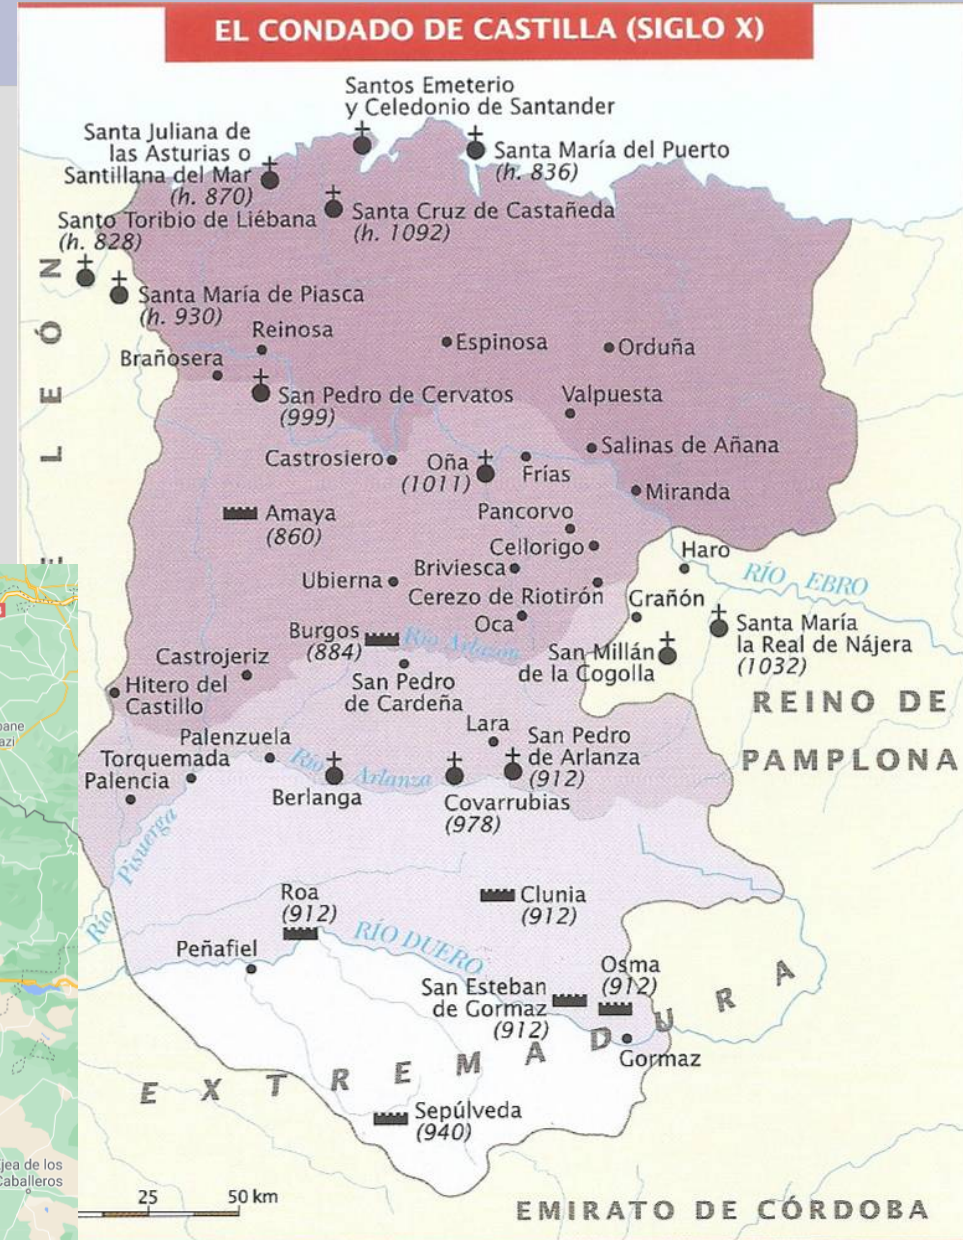 EL CONDADO DE CASTILLA (SIGLO X)
Santos Emeterio
y Celedonio de Santander
Santa Juliana de
las Asturias o
Santillana del Mar
(h. 870)
Santa María del Puerto
(h. 836)
Santo Toribio de Liébana
(h. 828)
Santa Cruz de Castañeda
(h. 1092)
Santa María de Piasca
(h. 930)
LEÓN
Reinosa
Espinosa
Orduña
Brañosera
San Pedro de Cervatos
(999)
Valpuesta
Salinas de Añana
Castrosiero
Oña
(1011)
Frías
Miranda
Amaya
(860)
Pancorvo
Cellorigo
Haro
Briviesca
Ubierna
RÍO EBRO
Cerezo de Riotirón
Grañón
Oca
Burgos
(884)
Río Arlazón
Santa María
la Real de Nájera
(1032)
San Millán
de la Cogolla
Castrojeriz
San Pedro
de Cardeña
Hitero del
Castillo
REINO DE
PAMPLONA
Lara
Palenzuela
San Pedro
de Arlanza
(912)
Torquemada
Río Arlanza
Palencia
Berlanga
Covarrubias
(978)
Río Pisuerga
Roa
(912)
Clunia
(912)
RÍO DUERO
Peñafiel
Osma
(912)
San Esteban
de Gormaz
(912)
Gormaz
EXTREMADURA
Sepúlveda
(940)
25 50 km
EMIRATO DE CÓRDOBA
jea de los
Caballeros